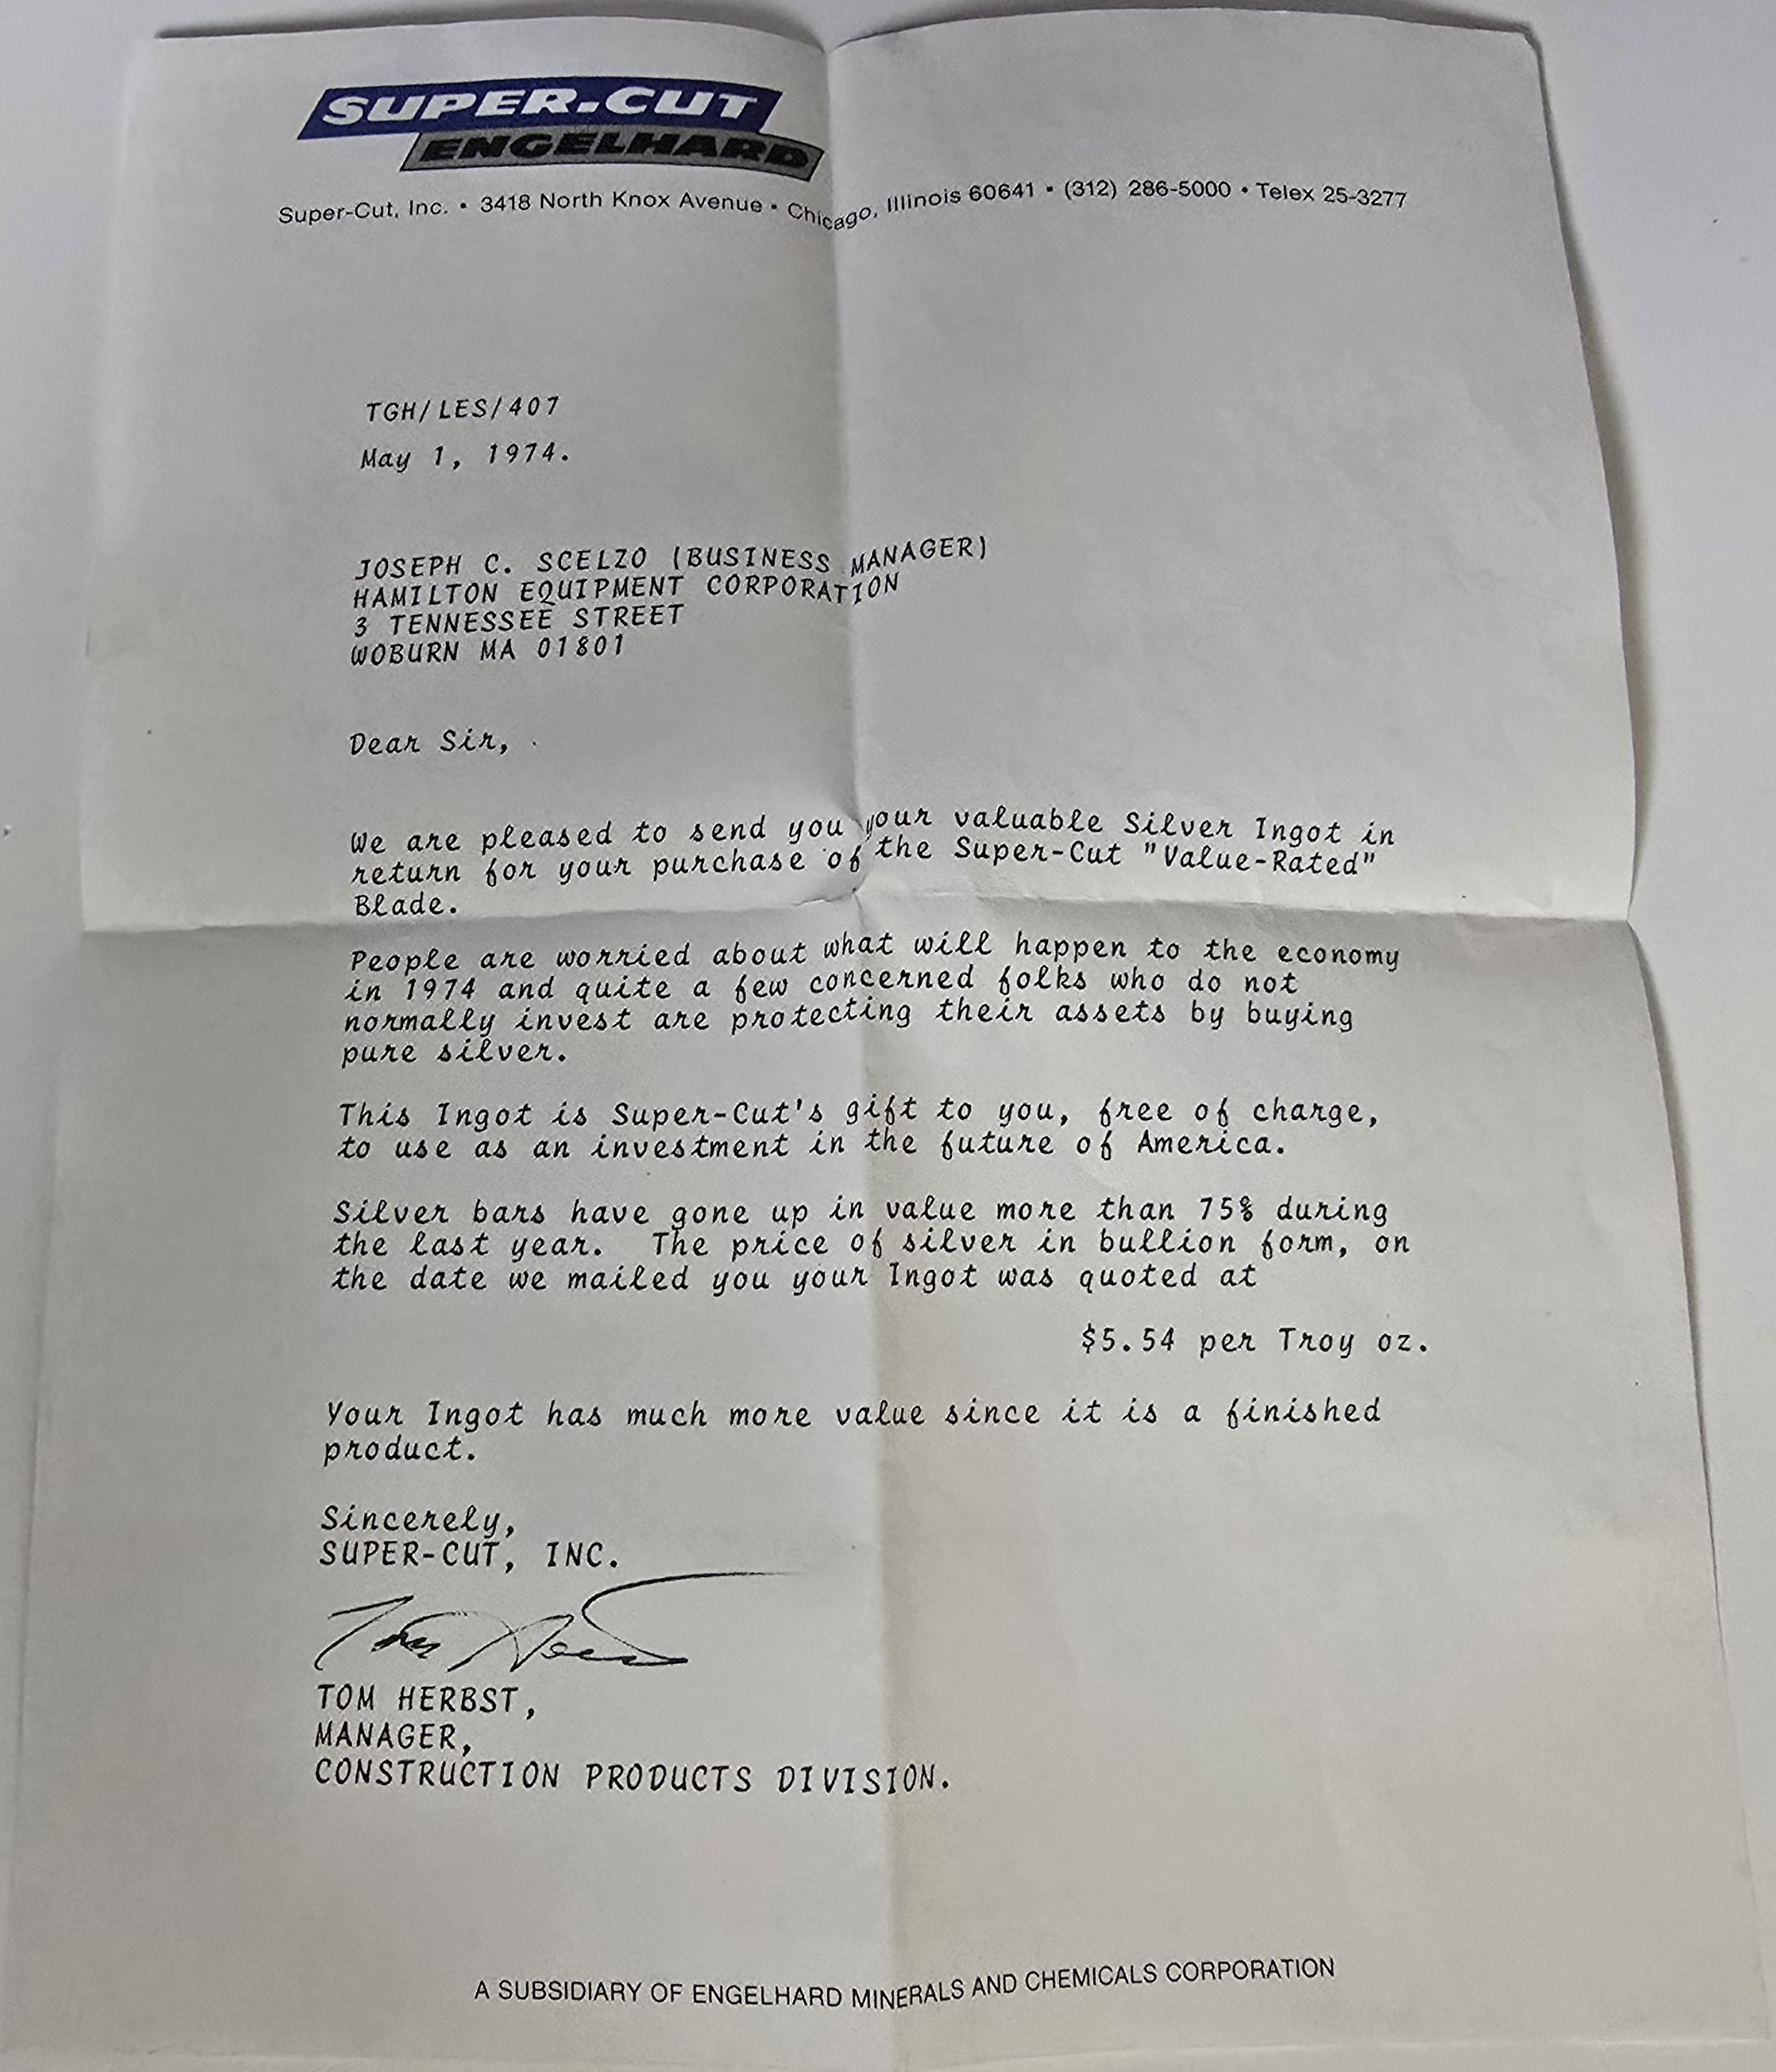 SUPER-CUT
ENGELHARD
Super-Cut, Inc. • 3418 North Knox Avenue • Chicago, Illinois 60641 • (312) 286-5000 • Telex 25-3277
TGH/LES/407
May 1, 1974.
JOSEPH C. SCELZO (BUSINESS MANAGER)
HAMILTON EQUIPMENT CORPORATION
3 TENNESSEE STREET
WOBURN MA 01801
Dear Sir,
We are pleased to send you your valuable Silver Ingot in
return for your purchase of the Super-Cut "Value-Rated"
Blade.
People are worried about what will happen to the economy
in 1974 and quite a few concerned folks who do not
normally invest are protecting their assets by buying
pure silver.
This Ingot is Super-Cut's gift to you, free of charge,
to use as an investment in the future of America.
Silver bars have gone up in value more than 75% during
the last year. The price of silver in bullion form, on
the date we mailed you your Ingot was quoted at
$5.54 per Troy oz.
Your Ingot has much more value since it is a finished
product.
Sincerely,
SUPER-CUT, INC.
TOM HERBST,
MANAGER,
CONSTRUCTION PRODUCTS DIVISION.
A SUBSIDIARY OF ENGELHARD MINERALS AND CHEMICALS CORPORATION